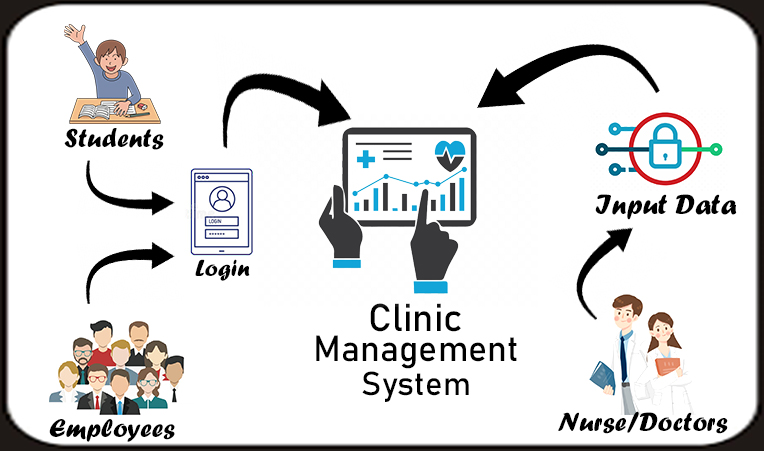 Students
LOGIN
Login
Employees
Clinic
Management
System
Input Data
Nurse/Doctors